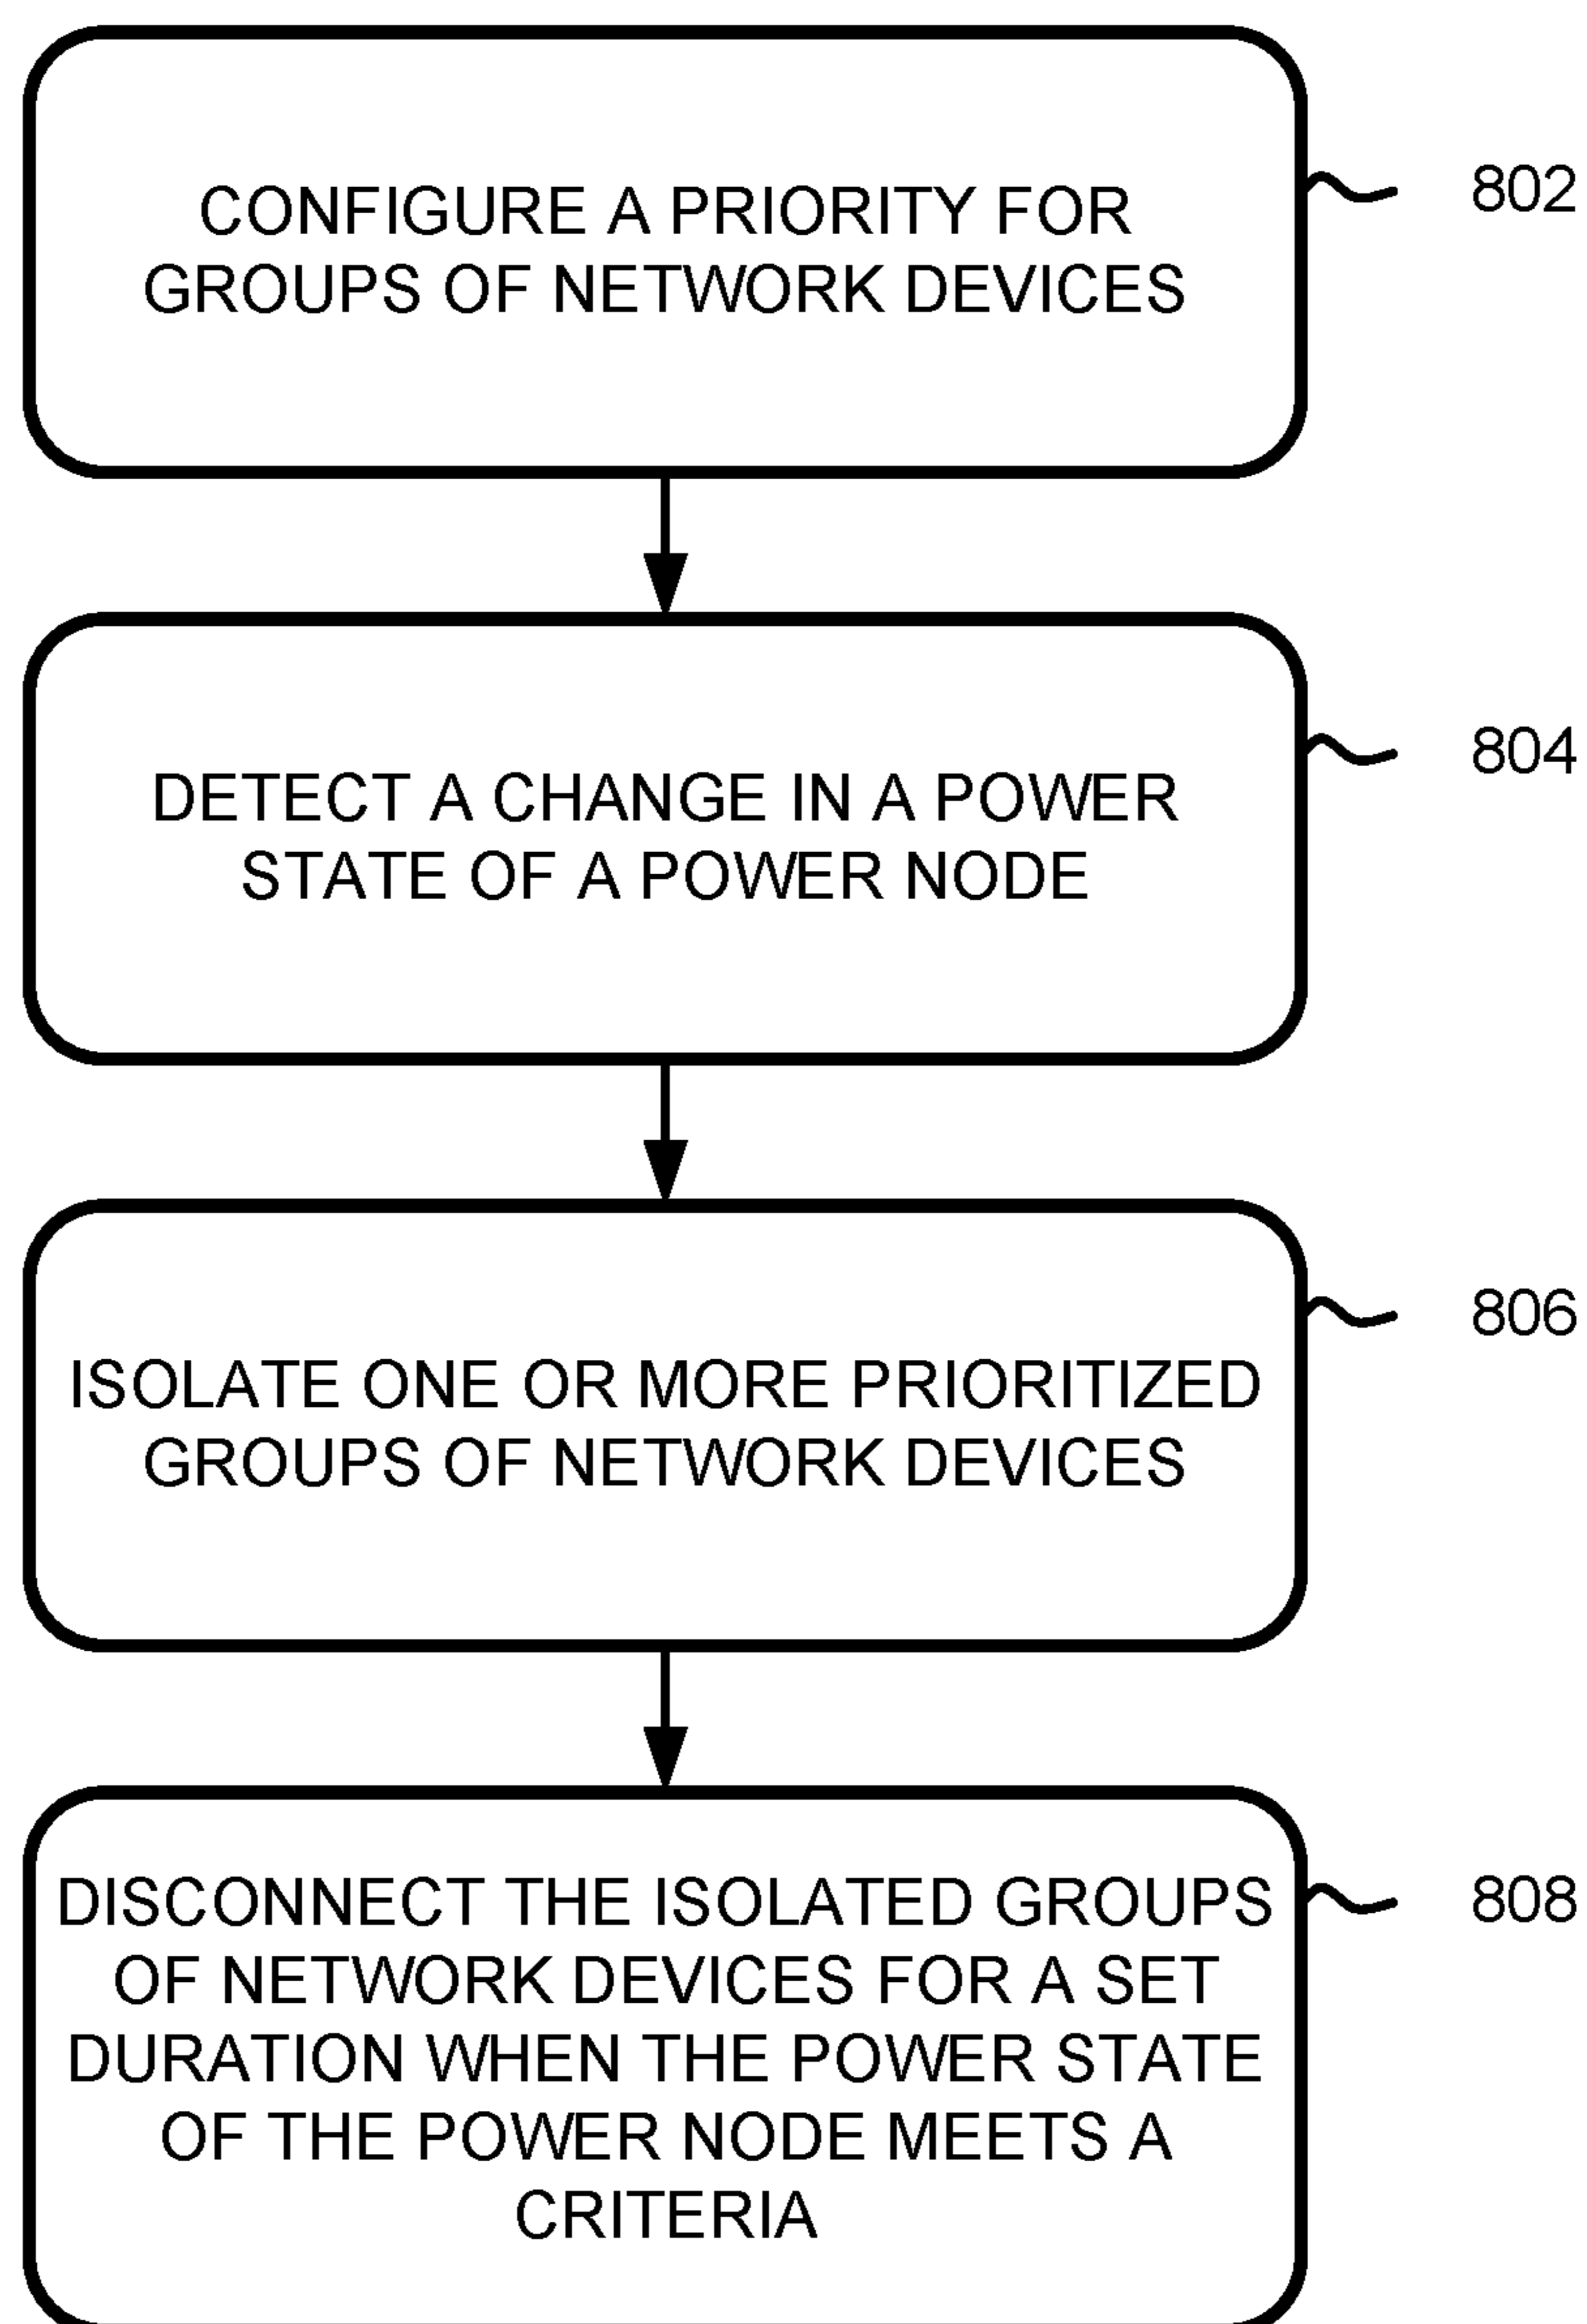 CONFIGURE A PRIORITY FOR
GROUPS OF NETWORK DEVICES
802
DETECT A CHANGE IN A POWER
STATE OF A POWER NODE
804
ISOLATE ONE OR MORE PRIORITIZED
GROUPS OF NETWORK DEVICES
806
DISCONNECT THE ISOLATED GROUPS
OF NETWORK DEVICES FOR A SET
DURATION WHEN THE POWER STATE
OF THE POWER NODE MEETS A
CRITERIA
808